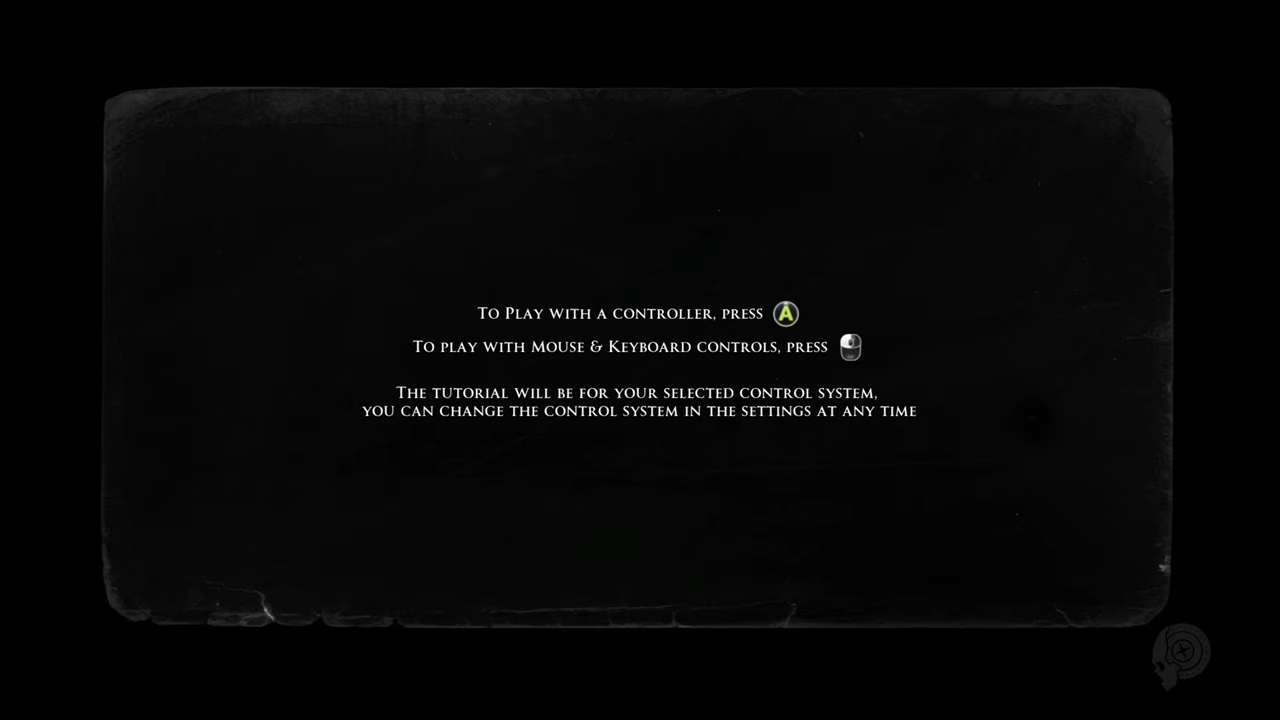 To Play with a controller, press A
To play with Mouse & Keyboard controls, press
The tutorial will be for your selected control system,
you can change the control system in the settings at any time